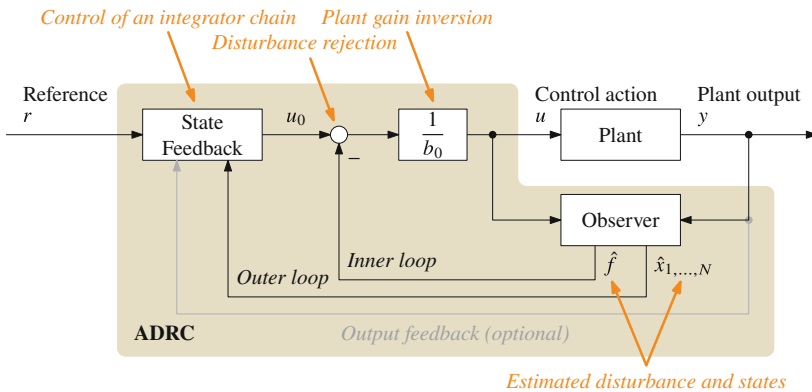 Control of an integrator chain
Plant gain inversion
Disturbance rejection
Reference
r
State
Feedback
u₀
−
1
b₀
Control action
u
Plant
Plant output
y
Observer
Inner loop
f̂
x̂₁,...,N
Outer loop
ADRC
Output feedback (optional)
Estimated disturbance and states